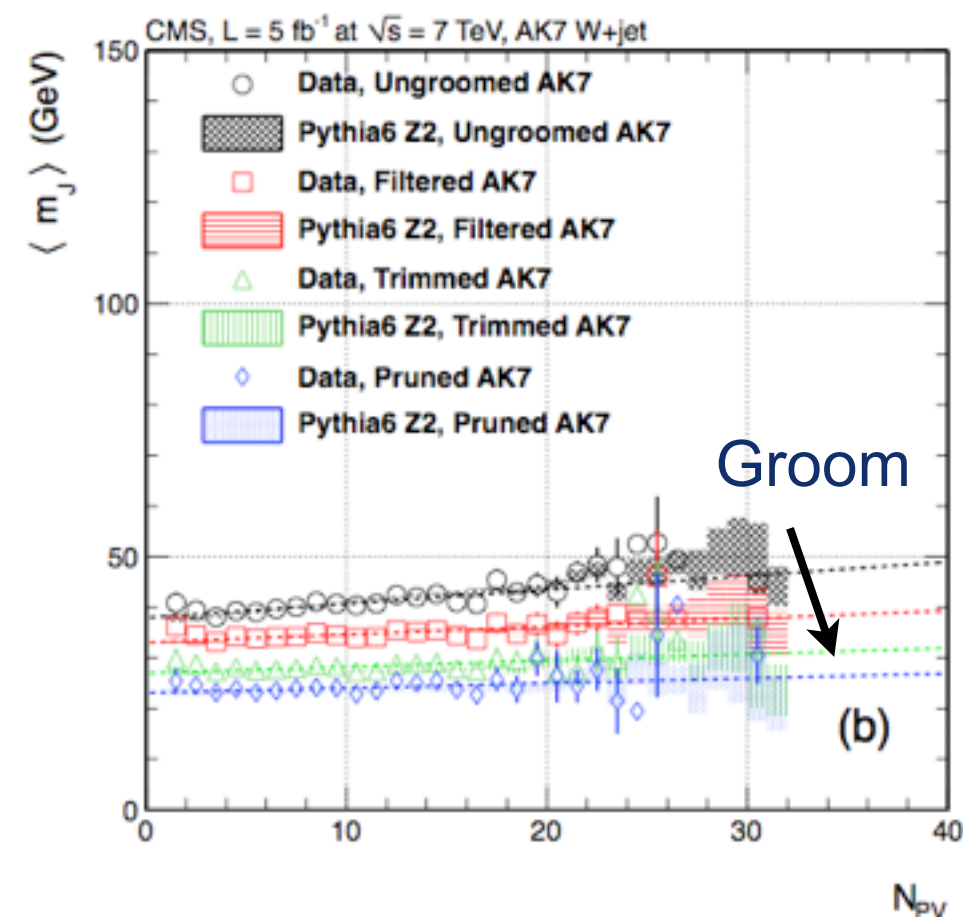 CMS, L = 5 fb⁻¹ at √s = 7 TeV, AK7 W+jet
⟨ m_J ⟩ (GeV)
150
100
50
0
Data, Ungroomed AK7
Pythia6 Z2, Ungroomed AK7
Data, Filtered AK7
Pythia6 Z2, Filtered AK7
Data, Trimmed AK7
Pythia6 Z2, Trimmed AK7
Data, Pruned AK7
Pythia6 Z2, Pruned AK7
Groom
(b)
0 10 20 30 40
N_PV